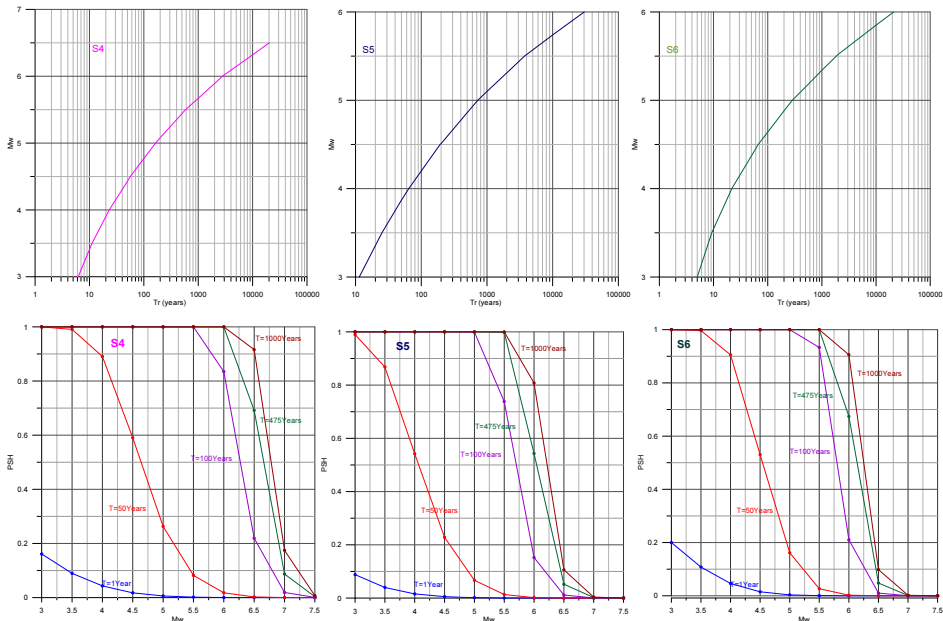 7
6
5
4
3
Mw
S4
1
10
100
1000
10000
100000
Tr (years)
6
5
4
3
Mw
S5
10
100
1000
10000
100000
Tr (years)
6
5
4
3
Mw
S6
1
10
100
1000
10000
100000
Tr (years)
1
0.8
0.6
0.4
0.2
0
PSH
S4
T=1000Years
T=475Years
T=100Years
T=50Years
T=1Year
3 3.5 4 4.5 5 5.5 6 6.5 7 7.5
Mw
1
0.8
0.6
0.4
0.2
0
PSH
S5
T=1000Years
T=475Years
T=100Years
T=50Years
T=1Year
3 3.5 4 4.5 5 5.5 6 6.5 7 7.5
Mw
1
0.8
0.6
0.4
0.2
0
PSH
S6
T=1000Years
T=475Years
T=100Years
T=50Years
T=1Year
3 3.5 4 4.5 5 5.5 6 6.5 7 7.5
Mw